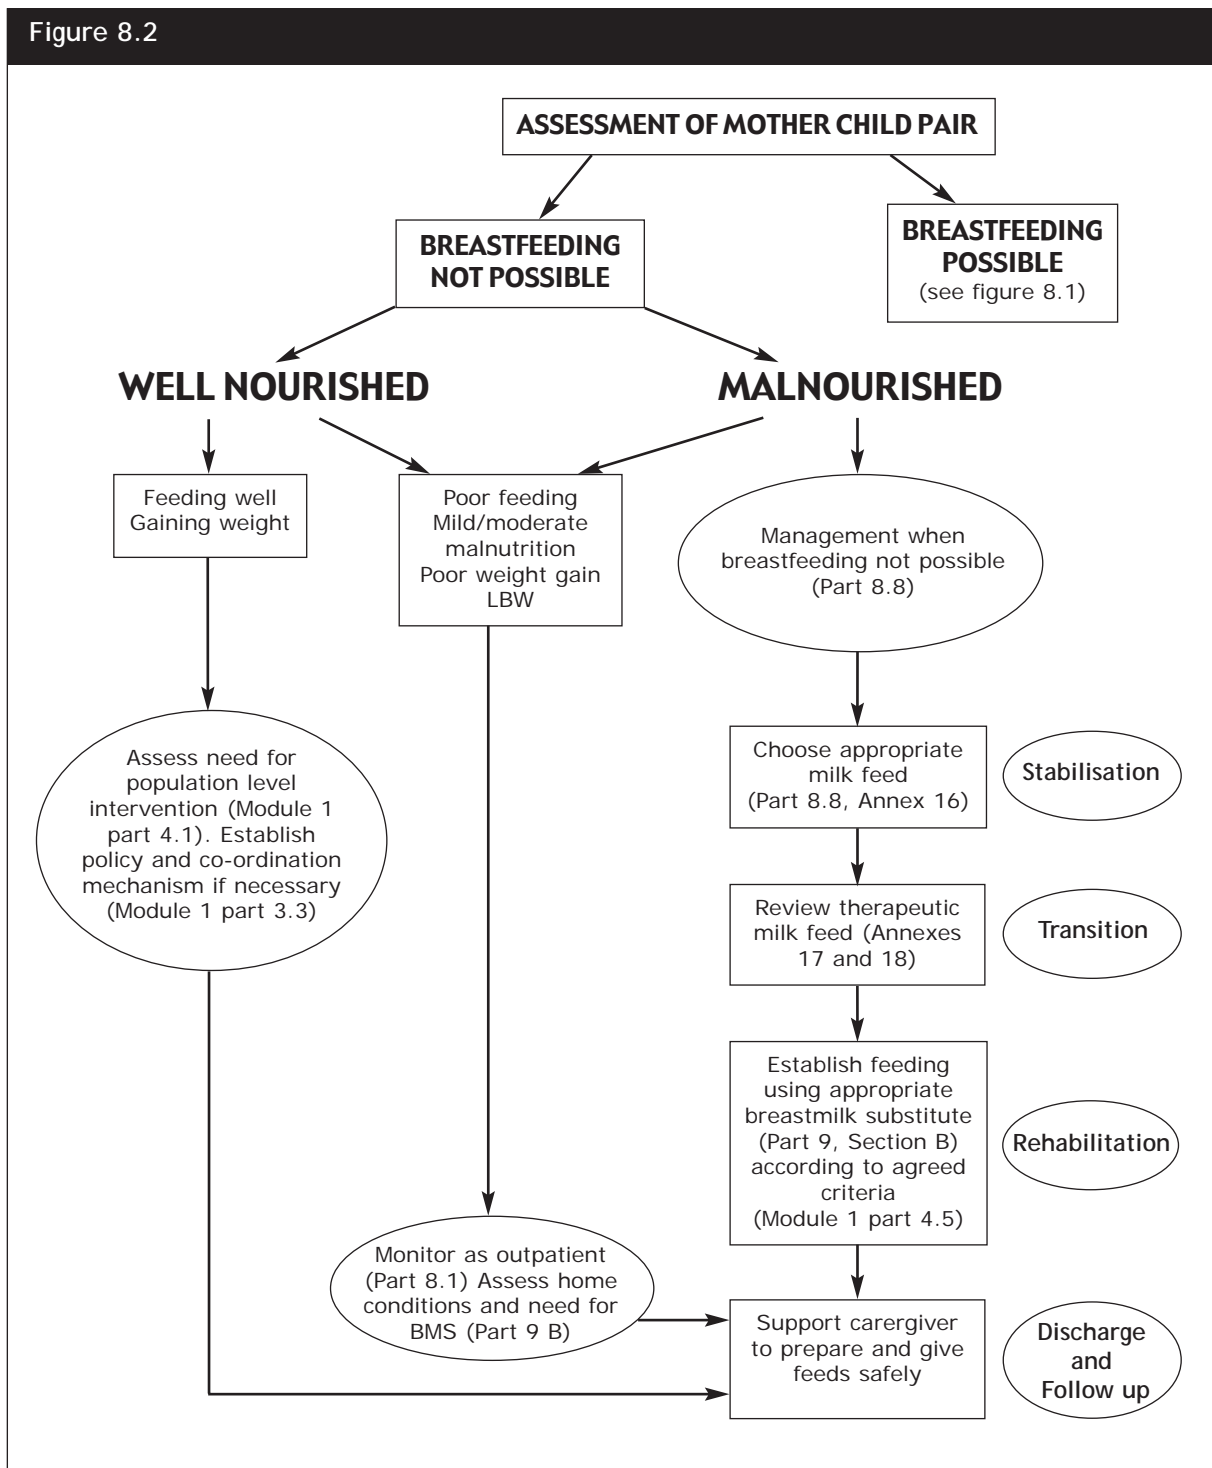 Figure 8.2
ASSESSMENT OF MOTHER CHILD PAIR
BREASTFEEDING
NOT POSSIBLE
BREASTFEEDING
POSSIBLE
(see figure 8.1)
WELL NOURISHED
MALNOURISHED
Feeding well
Gaining weight
Poor feeding
Mild/moderate
malnutrition
Poor weight gain
LBW
Management when
breastfeeding not possible
(Part 8.8)
Assess need for
population level
intervention (Module 1
part 4.1). Establish
policy and co-ordination
mechanism if necessary
(Module 1 part 3.3)
Choose appropriate
milk feed
(Part 8.8, Annex 16)
Stabilisation
Review therapeutic
milk feed (Annexes
17 and 18)
Transition
Establish feeding
using appropriate
breastmilk substitute
(Part 9, Section B)
according to agreed
criteria
(Module 1 part 4.5)
Rehabilitation
Monitor as outpatient
(Part 8.1) Assess home
conditions and need for
BMS (Part 9 B)
Support carergiver
to prepare and give
feeds safely
Discharge
and
Follow up